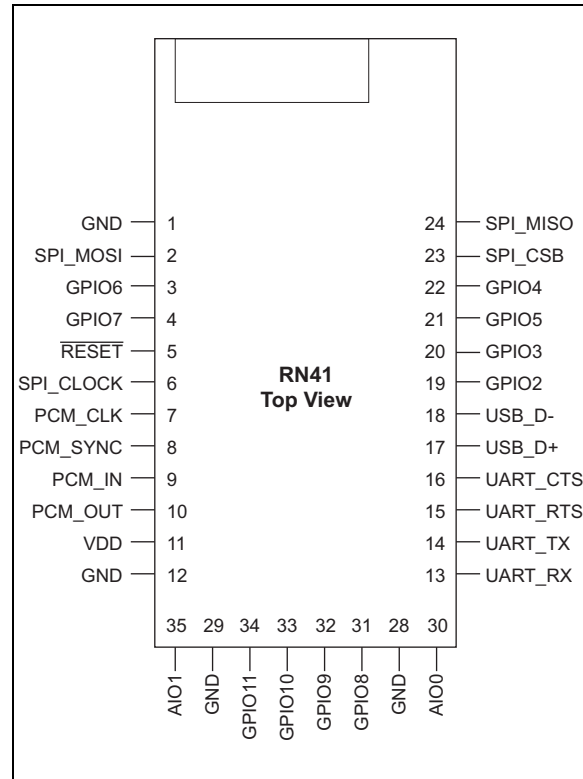 GND 1
SPI_MOSI 2
GPIO6 3
GPIO7 4
RESET 5
SPI_CLOCK 6
PCM_CLK 7
PCM_SYNC 8
PCM_IN 9
PCM_OUT 10
VDD 11
GND 12
RN41
Top View
24 SPI_MISO
23 SPI_CSB
22 GPIO4
21 GPIO5
20 GPIO3
19 GPIO2
18 USB_D-
17 USB_D+
16 UART_CTS
15 UART_RTS
14 UART_TX
13 UART_RX
35 29 34 33 32 31 28 30
AIO1
GND
GPIO11
GPIO10
GPIO9
GPIO8
GND
AIO0